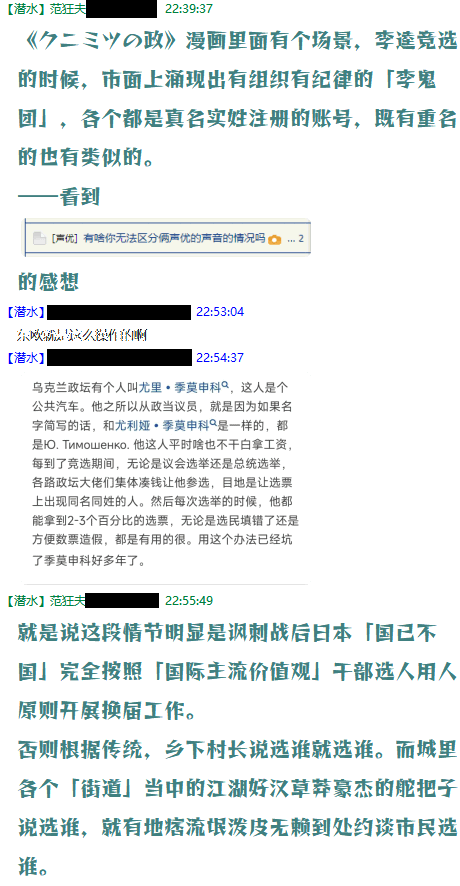 【潜水】范狂夫 22:39:37
《クニミツの政》漫画里面有个场景，李逵竞选
的时候，市面上涌现出有组织有纪律的「李鬼
团」，各个都是真名实姓注册的账号，既有重名
的也有类似的。
——看到
[声优] 有啥你无法区分俩声优的声音的情况吗 ... 2
的感想
【潜水】 22:53:04
东欧就是这么操作的啊
【潜水】 22:54:37
乌克兰政坛有个人叫尤里·季莫申科，这人是个
公共汽车。他之所以从政当议员，就是因为如果名
字简写的话，和尤利娅·季莫申科是一样的，都
是Ю. Тимошенко. 他这人平时啥也不干白拿工资，
每到了竞选期间，无论是议会选举还是总统选举，
各路政坛大佬们集体凑钱让他参选，目地是让选票
上出现同名同姓的人。然后每次选举的时候，他都
能拿到2-3个百分比的选票，无论是选民填错了还是
方便数票造假，都是有用的很。用这个办法已经坑
了季莫申科好多年了。
【潜水】范狂夫 22:55:49
就是说这段情节明显是讽刺战后日本「国已不
国」完全按照「国际主流价值观」干部选人用人
原则开展换届工作。
否则根据传统，乡下村长说选谁就选谁。而城里
各个「街道」当中的江湖好汉草莽豪杰的舵把子
说选谁，就有地痞流氓泼皮无赖到处约谈市民选
谁。